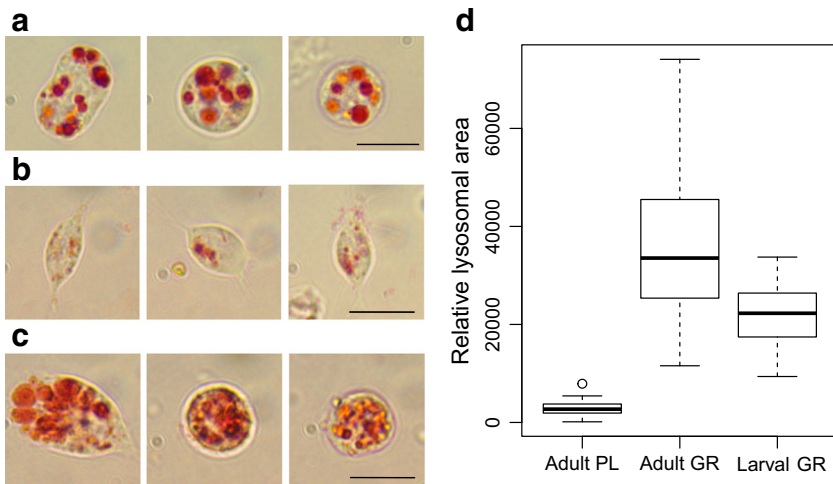 a
b
c
d
Relative lysosomal area
60000
40000
20000
0
Adult PL Adult GR Larval GR